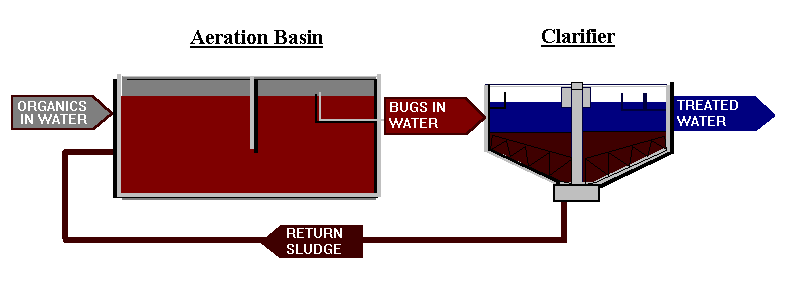 Aeration Basin
Clarifier
ORGANICS
IN WATER
BUGS IN
WATER
TREATED
WATER
RETURN
SLUDGE